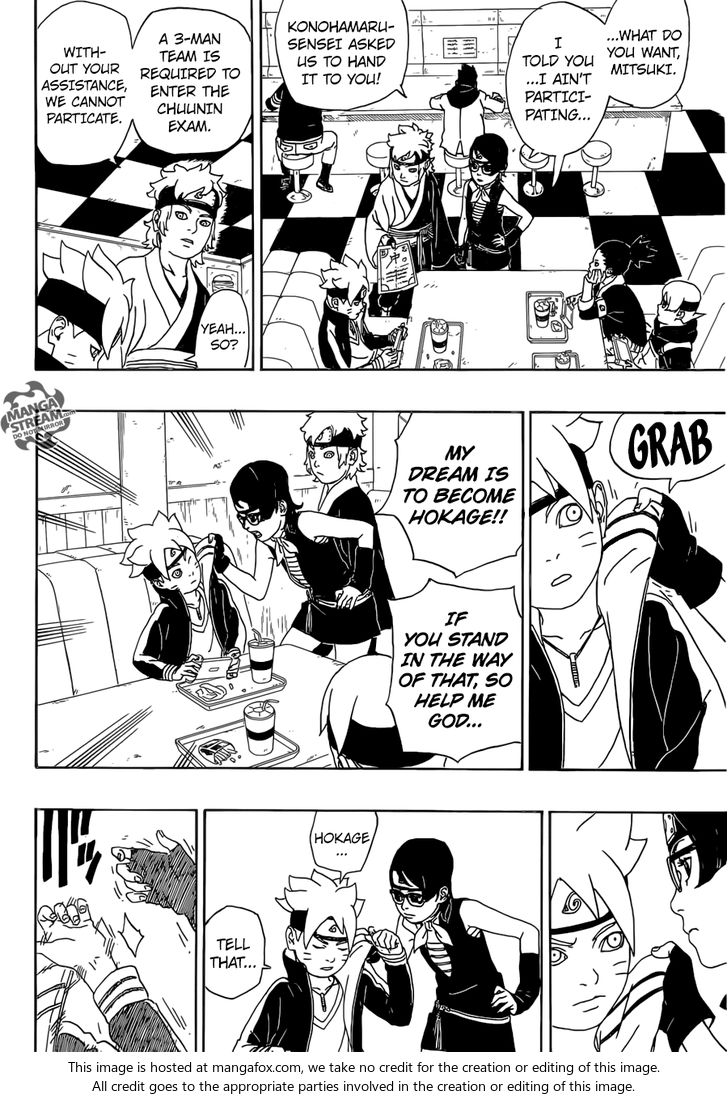 ...WHAT DO
YOU WANT,
MITSUKI.
I
TOLD YOU
...I AIN'T
PARTICI-
PATING...
KONOHAMARU-
SENSEI ASKED
US TO HAND
IT TO YOU!
A 3-MAN
TEAM IS
REQUIRED TO
ENTER THE
CHUUNIN
EXAM.
WITH-
OUT YOUR
ASSISTANCE,
WE CANNOT
PARTICATE.
YEAH...
SO?
GRAB
MY
DREAM IS
TO BECOME
HOKAGE!!
IF
YOU STAND
IN THE WAY
OF THAT, SO
HELP ME
GOD...
MANGA
STREAM.com
DO NOT MIRROR
HOKAGE
...
TELL
THAT...
This image is hosted at mangafox.com, we take no credit for the creation or editing of this image.
All credit goes to the appropriate parties involved in the creation or editing of this image.